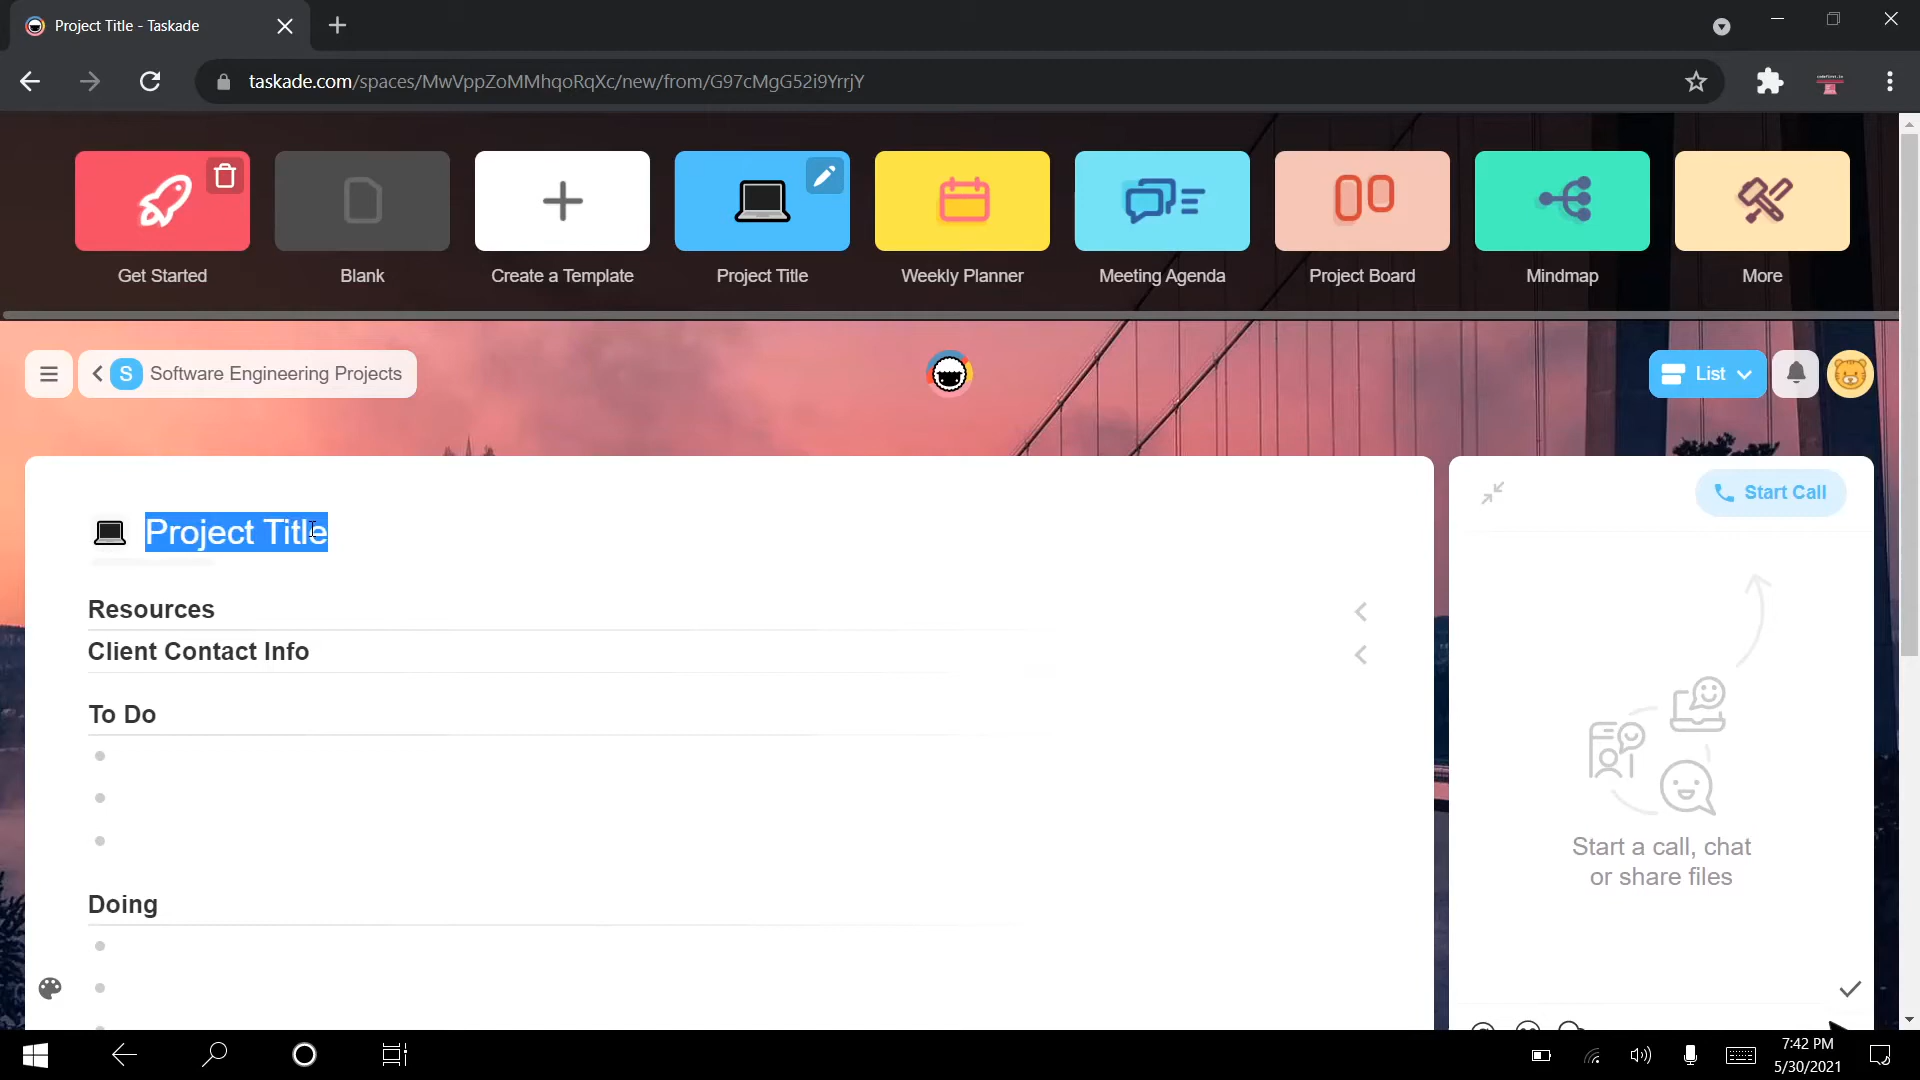 Project Title - Taskade
taskade.com/spaces/MwVppZoMMhqoRqXc/new/from/G97cMgG52i9YrrjY
Get Started
Blank
Create a Template
Project Title
Weekly Planner
Meeting Agenda
Project Board
Mindmap
More
S Software Engineering Projects
List
Project Title
Start Call
Resources
Client Contact Info
To Do
Start a call, chat
or share files
Doing
7:42 PM
5/30/2021